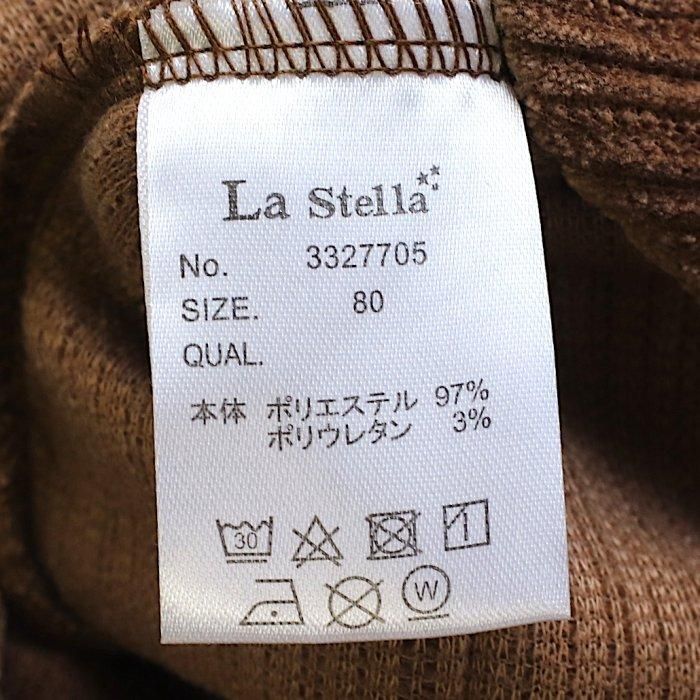 La Stella
No. 3327705
SIZE. 80
QUAL.
本体 ポリエステル 97%
ポリウレタン 3%
30
W